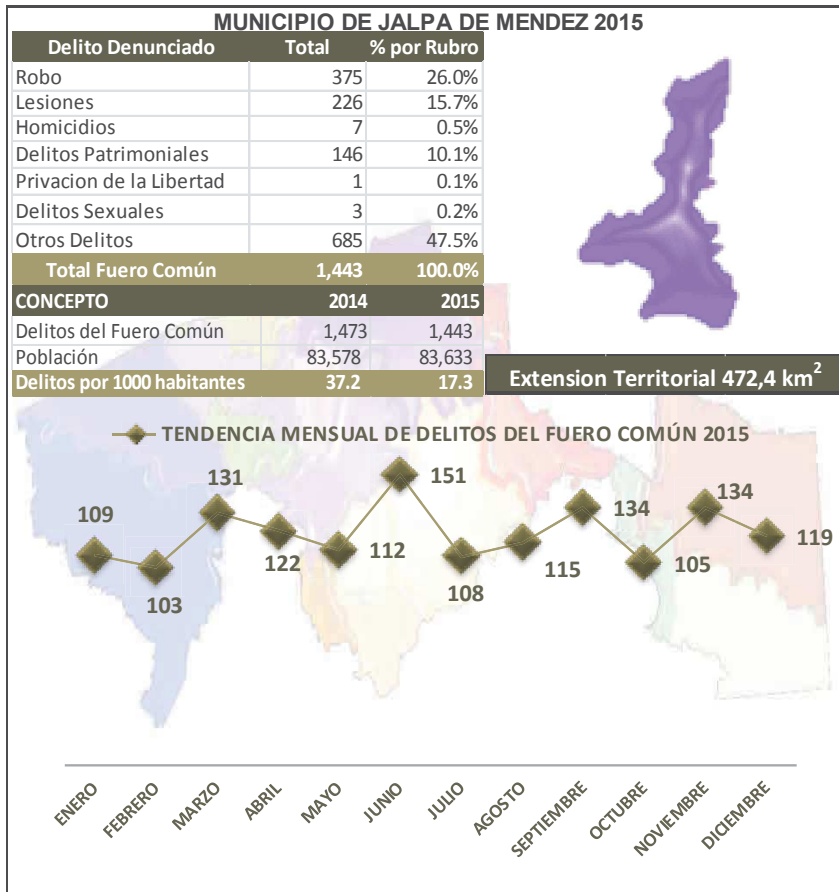 MUNICIPIO DE JALPA DE MENDEZ 2015
Delito Denunciado Total % por Rubro
Robo 375 26.0%
Lesiones 226 15.7%
Homicidios 7 0.5%
Delitos Patrimoniales 146 10.1%
Privacion de la Libertad 1 0.1%
Delitos Sexuales 3 0.2%
Otros Delitos 685 47.5%
Total Fuero Común 1,443 100.0%
CONCEPTO 2014 2015
Delitos del Fuero Común 1,473 1,443
Población 83,578 83,633
Delitos por 1000 habitantes 37.2 17.3
Extension Territorial 472,4 km²
TENDENCIA MENSUAL DE DELITOS DEL FUERO COMÚN 2015
109 103 131 122 112 151 108 115 134 105 134 119
ENERO FEBRERO MARZO ABRIL MAYO JUNIO JULIO AGOSTO SEPTIEMBRE OCTUBRE NOVIEMBRE DICIEMBRE